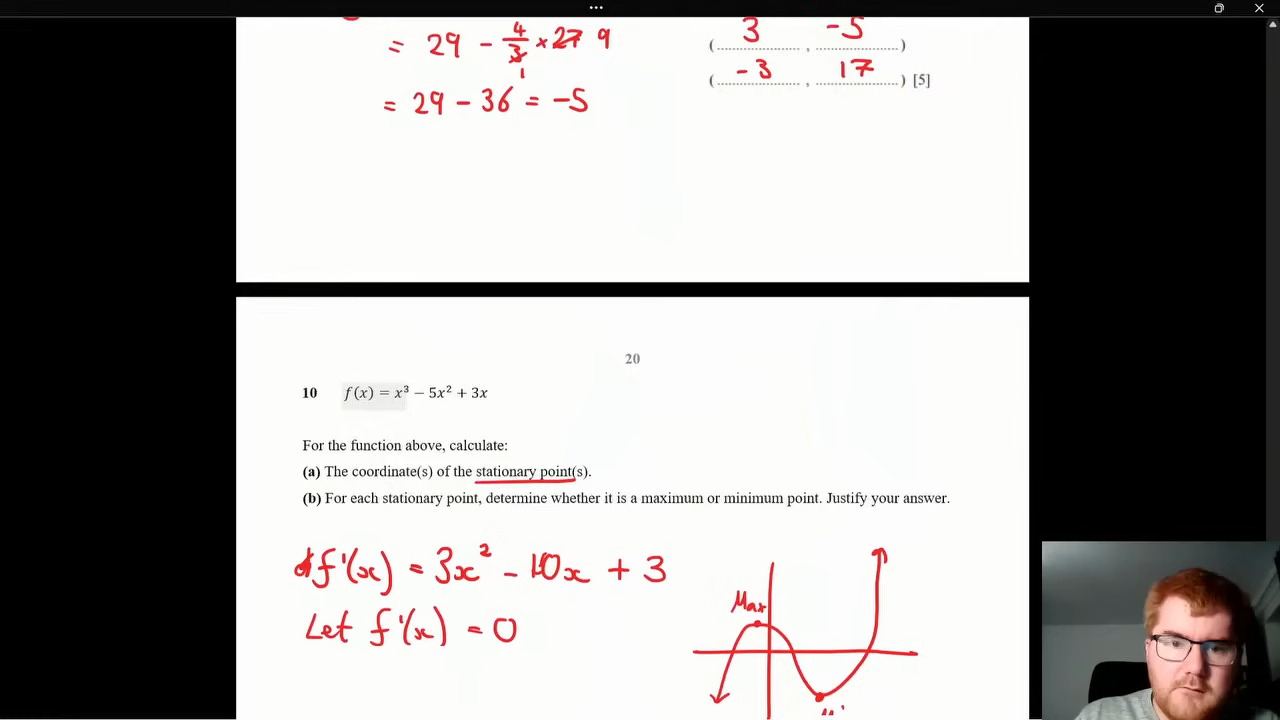 = 29 - 4/3 × 27 9
1
= 29 - 36 = -5
( 3 , -5 )
( -3 , 17 ) [5]
20
10 f(x) = x³ − 5x² + 3x
For the function above, calculate:
(a) The coordinate(s) of the stationary point(s).
(b) For each stationary point, determine whether it is a maximum or minimum point. Justify your answer.
f'(x) = 3x² - 10x + 3
Let f'(x) = 0
Max